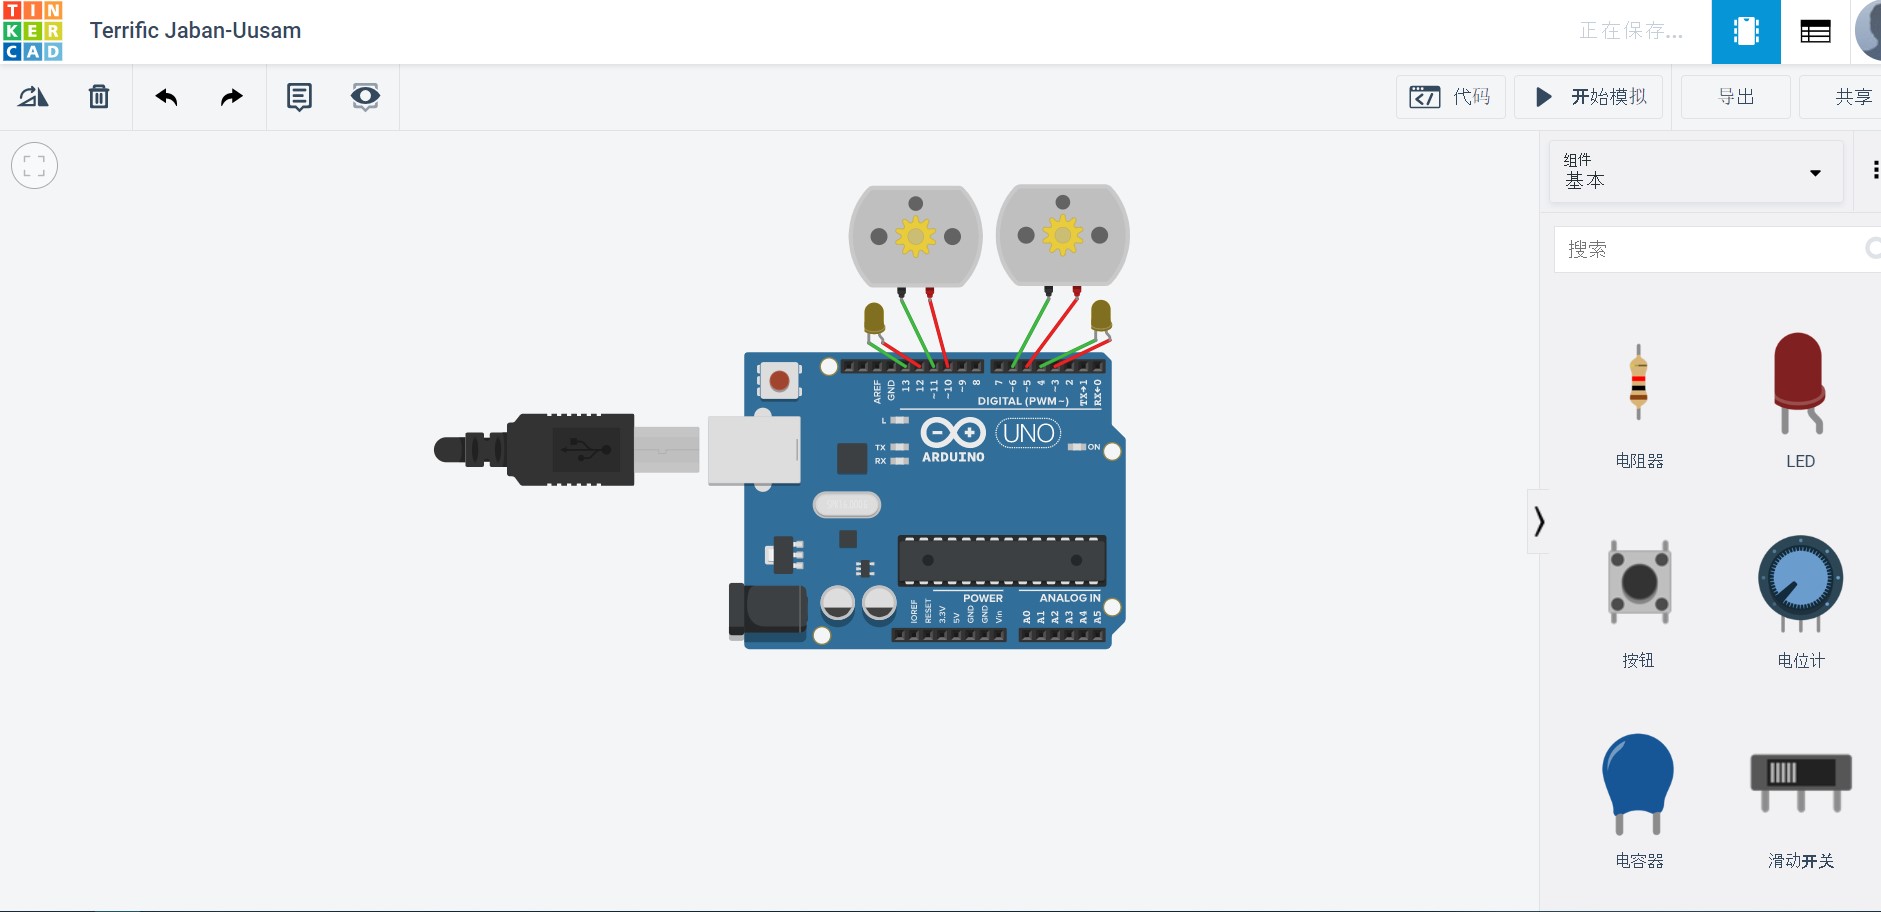 TIN
KER
CAD
Terrific Jaban-Uusam
正在保存...
代码
开始模拟
导出
共享
组件
基本
搜索
AREF
GND
13
12
~11
~10
~9
8
7
~6
~5
4
~3
2
TX→1
RX←0
DIGITAL (PWM~)
L
TX
RX
ARDUINO
UNO
ON
POWER
ANALOG IN
IOREF
RESET
3.3V
5V
GND
GND
Vin
A0
A1
A2
A3
A4
A5
电阻器
LED
按钮
电位计
电容器
滑动开关